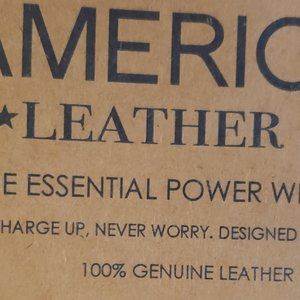 AMERIC
★LEATHER
E ESSENTIAL POWER W
HARGE UP, NEVER WORRY. DESIGNED
100% GENUINE LEATHER